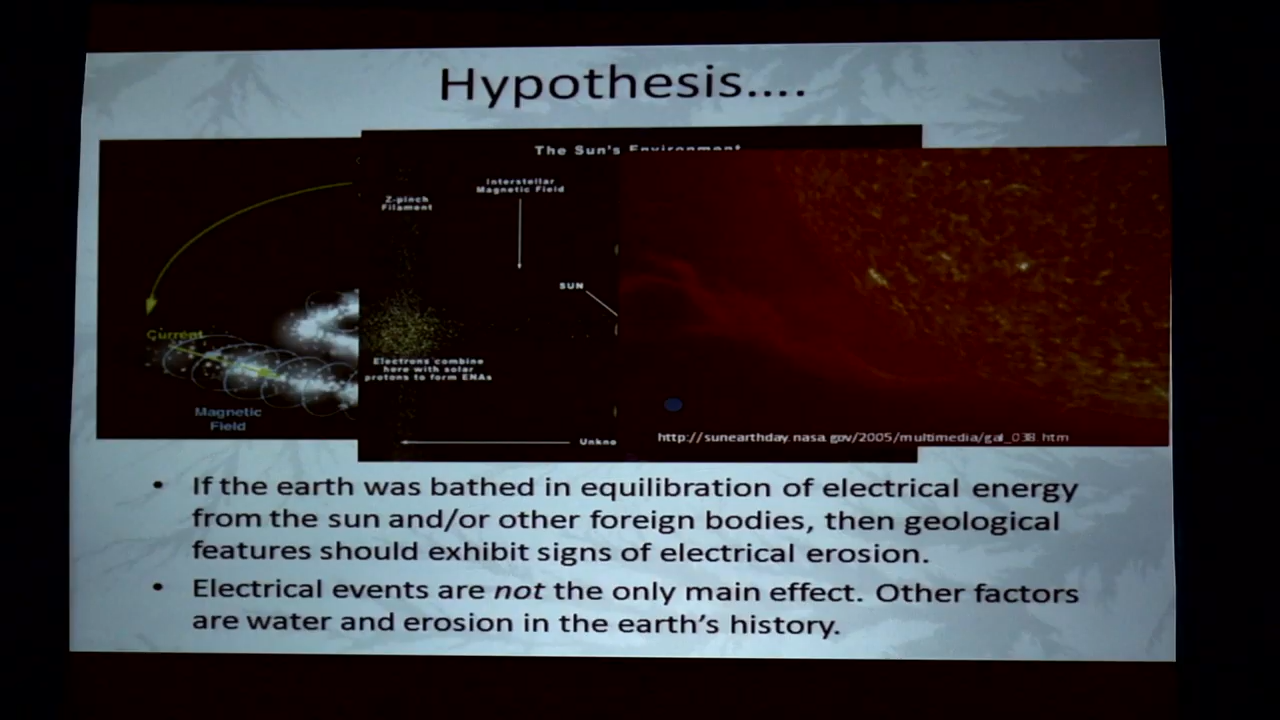 Hypothesis....
The Sun's Environment
Interstellar
Magnetic Field
Z-pinch
Filament
SUN
Current
Electrons combine
here with solar
protons to form ENAs
Magnetic
Field
Unkno
http://sunearthday.nasa.gov/2005/multimedia/gal_038.htm
• If the earth was bathed in equilibration of electrical energy
from the sun and/or other foreign bodies, then geological
features should exhibit signs of electrical erosion.
• Electrical events are not the only main effect. Other factors
are water and erosion in the earth's history.